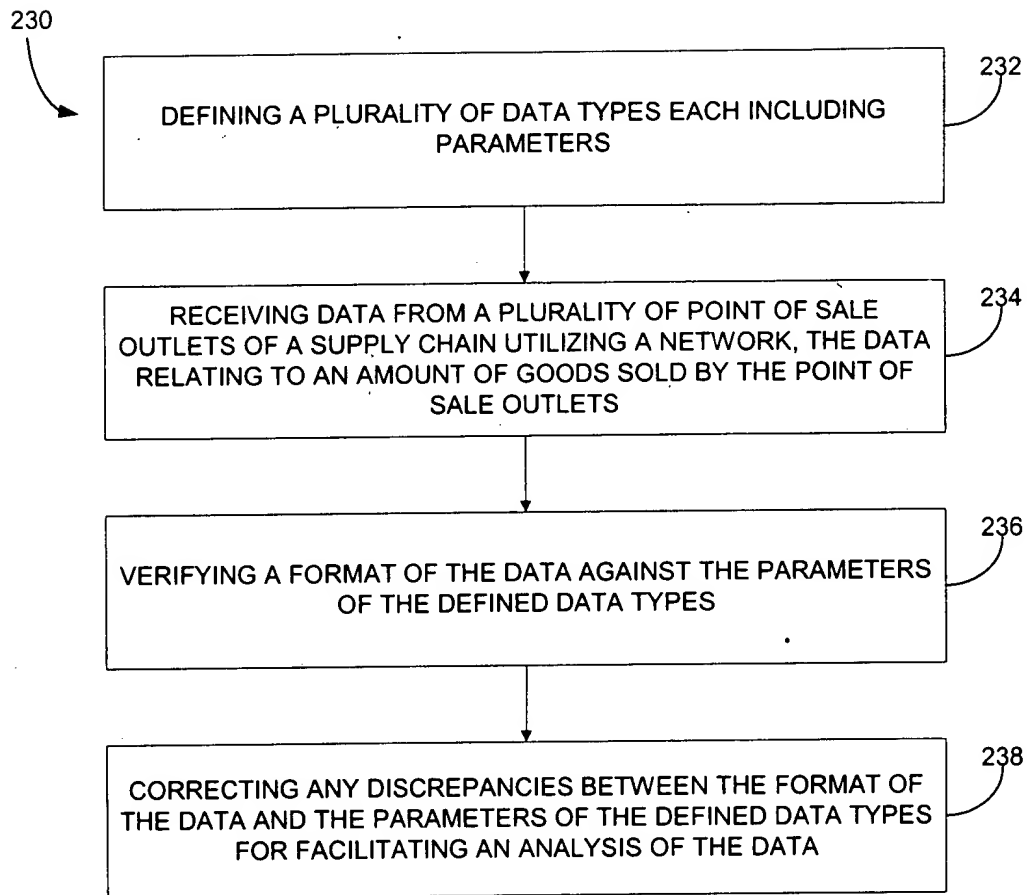 230
232
DEFINING A PLURALITY OF DATA TYPES EACH INCLUDING
PARAMETERS
234
RECEIVING DATA FROM A PLURALITY OF POINT OF SALE
OUTLETS OF A SUPPLY CHAIN UTILIZING A NETWORK, THE DATA
RELATING TO AN AMOUNT OF GOODS SOLD BY THE POINT OF
SALE OUTLETS
236
VERIFYING A FORMAT OF THE DATA AGAINST THE PARAMETERS
OF THE DEFINED DATA TYPES
238
CORRECTING ANY DISCREPANCIES BETWEEN THE FORMAT OF
THE DATA AND THE PARAMETERS OF THE DEFINED DATA TYPES
FOR FACILITATING AN ANALYSIS OF THE DATA